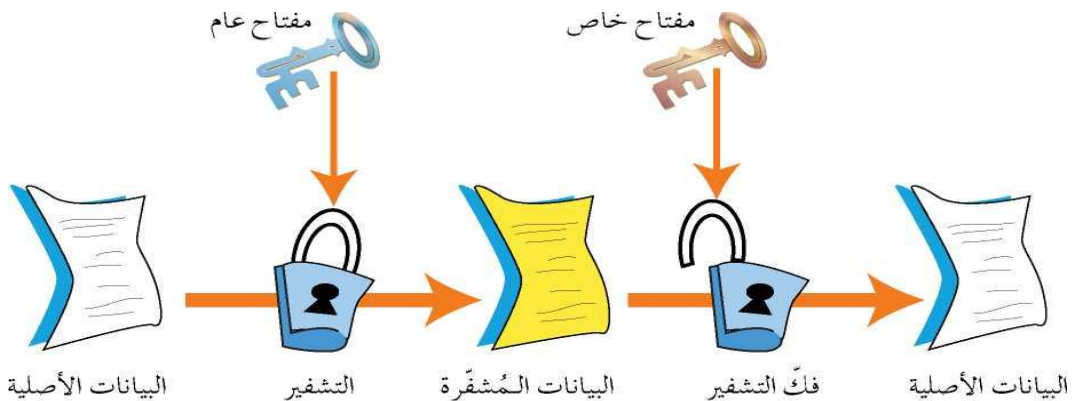 مفتاح عام
مفتاح خاص
البيانات الأصلية
التشفير
البيانات الـمُشفّرة
فكّ التشفير
البيانات الأصلية